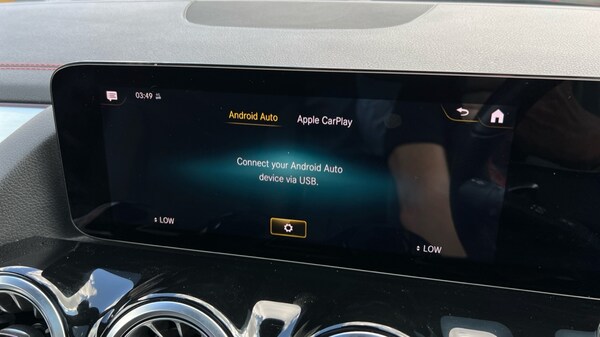 03:49
Android Auto
Apple CarPlay
Connect your Android Auto
device via USB.
LOW
LOW